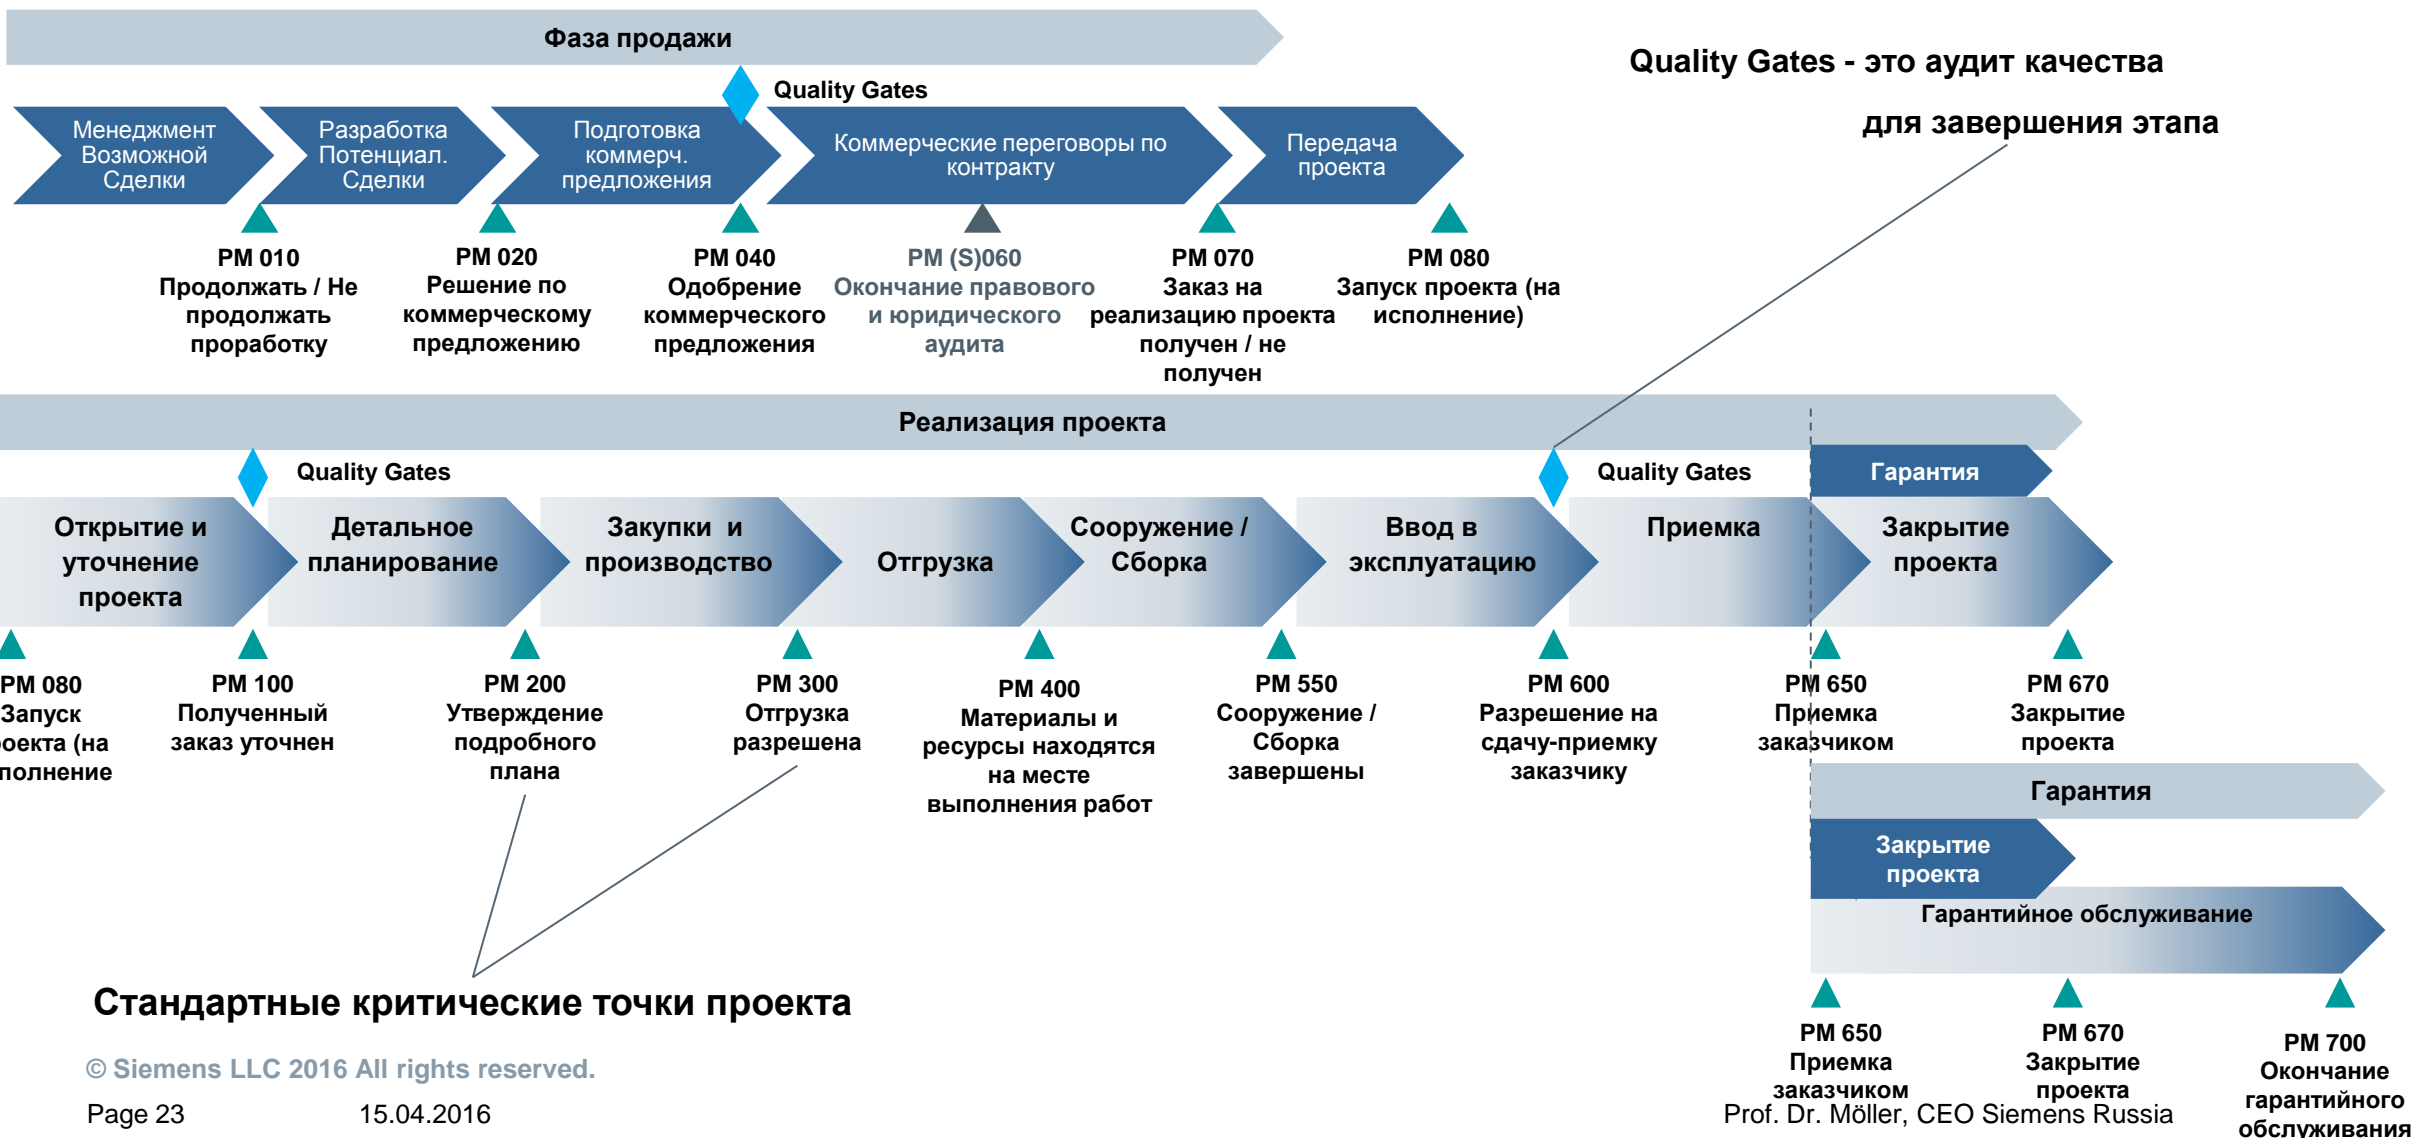 Фаза продажи
Quality Gates - это аудит качества
для завершения этапа
Quality Gates
Менеджмент
Возможной
Сделки
Разработка
Потенциал.
Сделки
Подготовка
коммерч.
предложения
Коммерческие переговоры по
контракту
Передача
проекта
PM 010
Продолжать / Не
продолжать
проработку
PM 020
Решение по
коммерческому
предложению
PM 040
Одобрение
коммерческого
предложения
PM (S)060
Окончание правового
и юридического
аудита
PM 070
Заказ на
реализацию проекта
получен / не
получен
PM 080
Запуск проекта (на
исполнение)
Реализация проекта
Quality Gates
Quality Gates
Гарантия
Открытие и
уточнение
проекта
Детальное
планирование
Закупки и
производство
Отгрузка
Сооружение /
Сборка
Ввод в
эксплуатацию
Приемка
Закрытие
проекта
PM 080
Запуск
роекта (на
полнение
PM 100
Полученный
заказ уточнен
PM 200
Утверждение
подробного
плана
PM 300
Отгрузка
разрешена
PM 400
Материалы и
ресурсы находятся
на месте
выполнения работ
PM 550
Сооружение /
Сборка
завершены
PM 600
Разрешение на
сдачу-приемку
заказчику
PM 650
Приемка
заказчиком
PM 670
Закрытие
проекта
Гарантия
Закрытие
проекта
Гарантийное обслуживание
Стандартные критические точки проекта
PM 650
Приемка
заказчиком
PM 670
Закрытие
проекта
PM 700
Окончание
гарантийного
обслуживания
© Siemens LLC 2016 All rights reserved.
Page 23 15.04.2016 Prof. Dr. Möller, CEO Siemens Russia